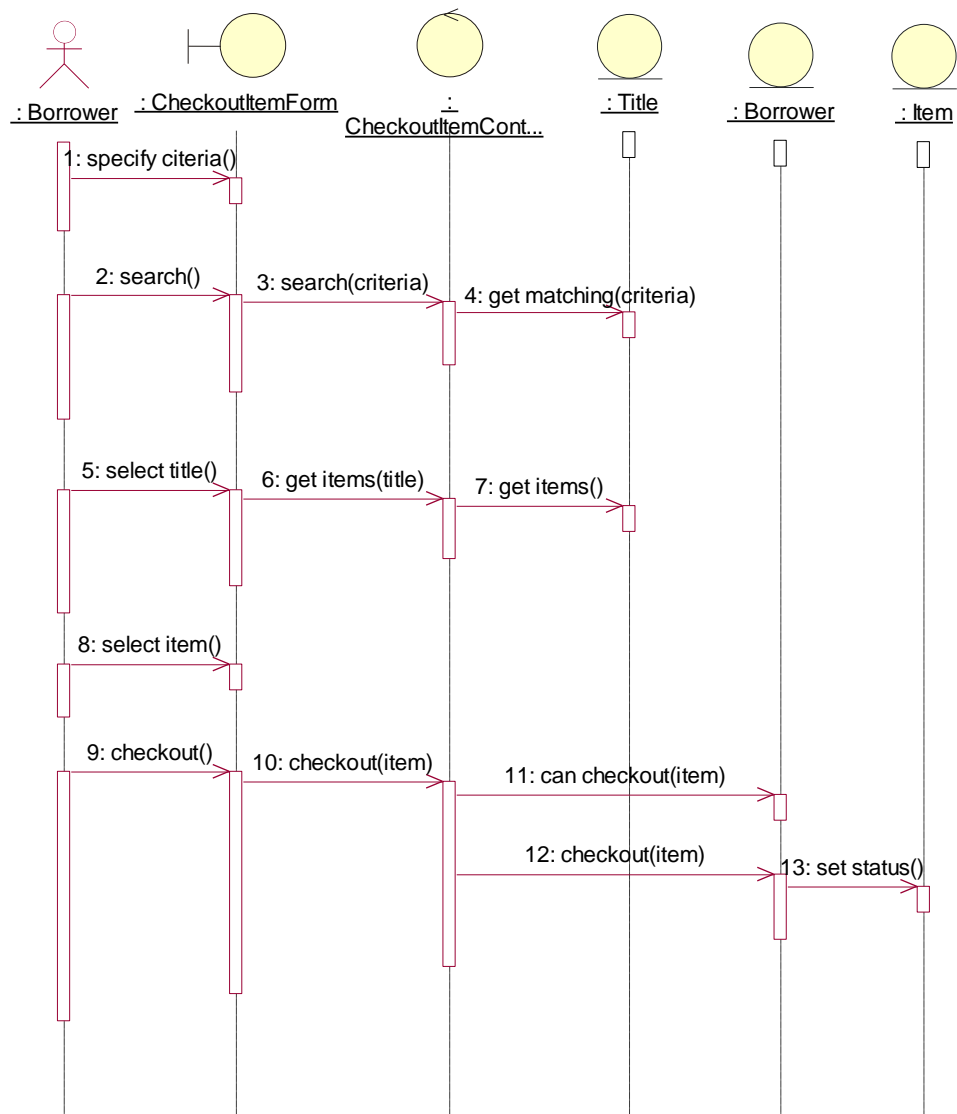 : Borrower
: CheckoutItemForm
:
CheckoutItemCont...
: Title
: Borrower
: Item
1: specify citeria()
2: search()
3: search(criteria)
4: get matching(criteria)
5: select title()
6: get items(title)
7: get items()
8: select item()
9: checkout()
10: checkout(item)
11: can checkout(item)
12: checkout(item)
13: set status()